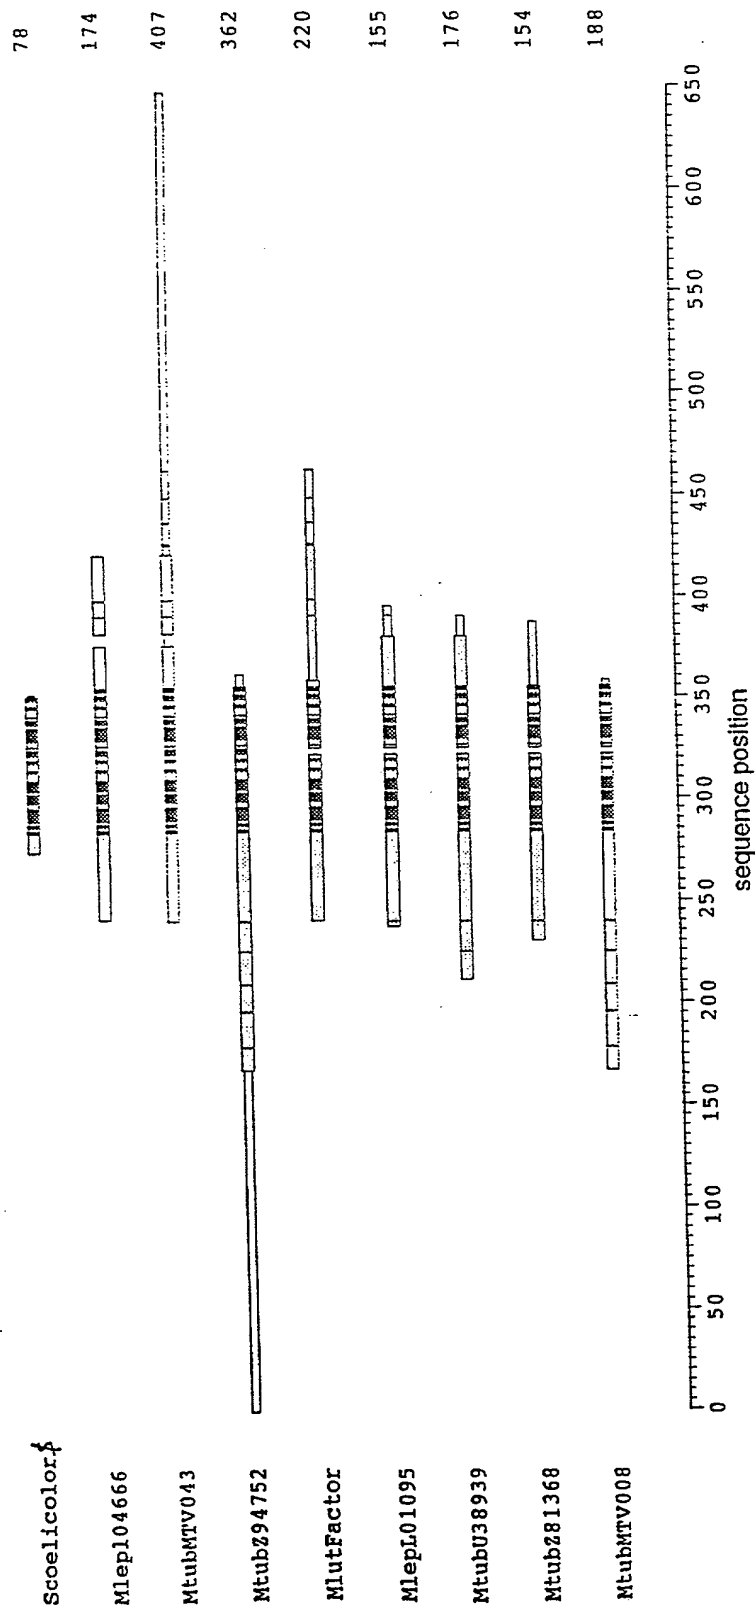 Scoelicolor.f 78
Mlepl04666 174
MtubMTV043 407
MtubZ94752 362
MlutFactor 220
MlepL01095 155
MtubU38939 176
MtubZ81368 154
MtubMTV008 188
0 50 100 150 200 250 300 350 400 450 500 550 600 650
sequence position